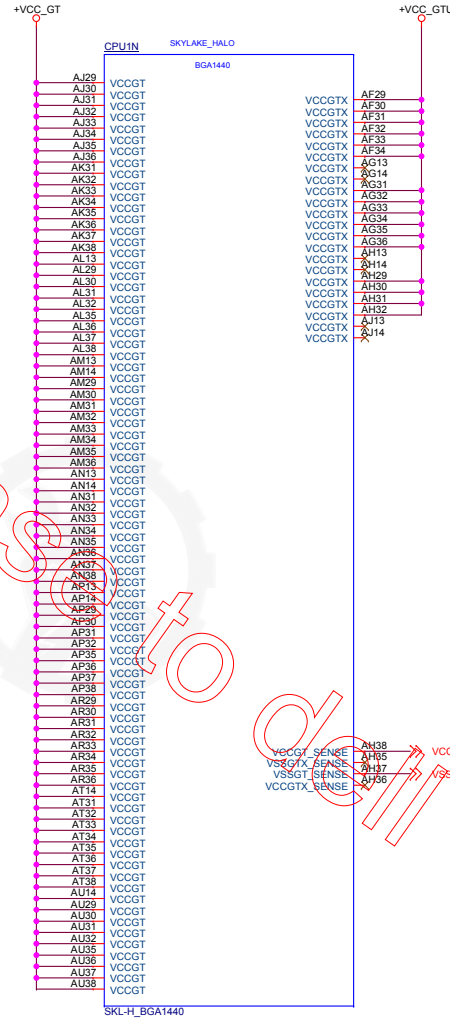 +VCC_GT
+VCC_GTU
CPU1N
SKYLAKE_HALO
BGA1440
AJ29 VCCGT
AJ30 VCCGT
AJ31 VCCGT
AJ32 VCCGT
AJ33 VCCGT
AJ34 VCCGT
AJ35 VCCGT
AJ36 VCCGT
AK31 VCCGT
AK32 VCCGT
AK33 VCCGT
AK34 VCCGT
AK35 VCCGT
AK36 VCCGT
AK37 VCCGT
AK38 VCCGT
AL13 VCCGT
AL29 VCCGT
AL30 VCCGT
AL31 VCCGT
AL32 VCCGT
AL35 VCCGT
AL36 VCCGT
AL37 VCCGT
AL38 VCCGT
AM13 VCCGT
AM14 VCCGT
AM29 VCCGT
AM30 VCCGT
AM31 VCCGT
AM32 VCCGT
AM33 VCCGT
AM34 VCCGT
AM35 VCCGT
AM36 VCCGT
AN13 VCCGT
AN14 VCCGT
AN31 VCCGT
AN32 VCCGT
AN33 VCCGT
AN34 VCCGT
AN35 VCCGT
AN36 VCCGT
AN37 VCCGT
AN38 VCCGT
AP13 VCCGT
AP14 VCCGT
AP29 VCCGT
AP30 VCCGT
AP31 VCCGT
AP32 VCCGT
AP35 VCCGT
AP36 VCCGT
AP37 VCCGT
AP38 VCCGT
AR29 VCCGT
AR30 VCCGT
AR31 VCCGT
AR32 VCCGT
AR33 VCCGT
AR34 VCCGT
AR35 VCCGT
AR36 VCCGT
AT14 VCCGT
AT31 VCCGT
AT32 VCCGT
AT33 VCCGT
AT34 VCCGT
AT35 VCCGT
AT36 VCCGT
AT37 VCCGT
AT38 VCCGT
AU14 VCCGT
AU29 VCCGT
AU30 VCCGT
AU31 VCCGT
AU32 VCCGT
AU35 VCCGT
AU36 VCCGT
AU37 VCCGT
AU38 VCCGT
VCCGTX AF29
VCCGTX AF30
VCCGTX AF31
VCCGTX AF32
VCCGTX AF33
VCCGTX AF34
VCCGTX AG13
VCCGTX AG14
VCCGTX AG31
VCCGTX AG32
VCCGTX AG33
VCCGTX AG34
VCCGTX AG35
VCCGTX AG36
VCCGTX AH13
VCCGTX AH14
VCCGTX AH29
VCCGTX AH30
VCCGTX AH31
VCCGTX AH32
VCCGTX AJ13
VCCGTX AJ14
VCCGT_SENSE AH38
VSSGTX_SENSE AH35
VSSGT_SENSE AH37
VCCGTX_SENSE AH36
SKL-H_BGA1440
to dell